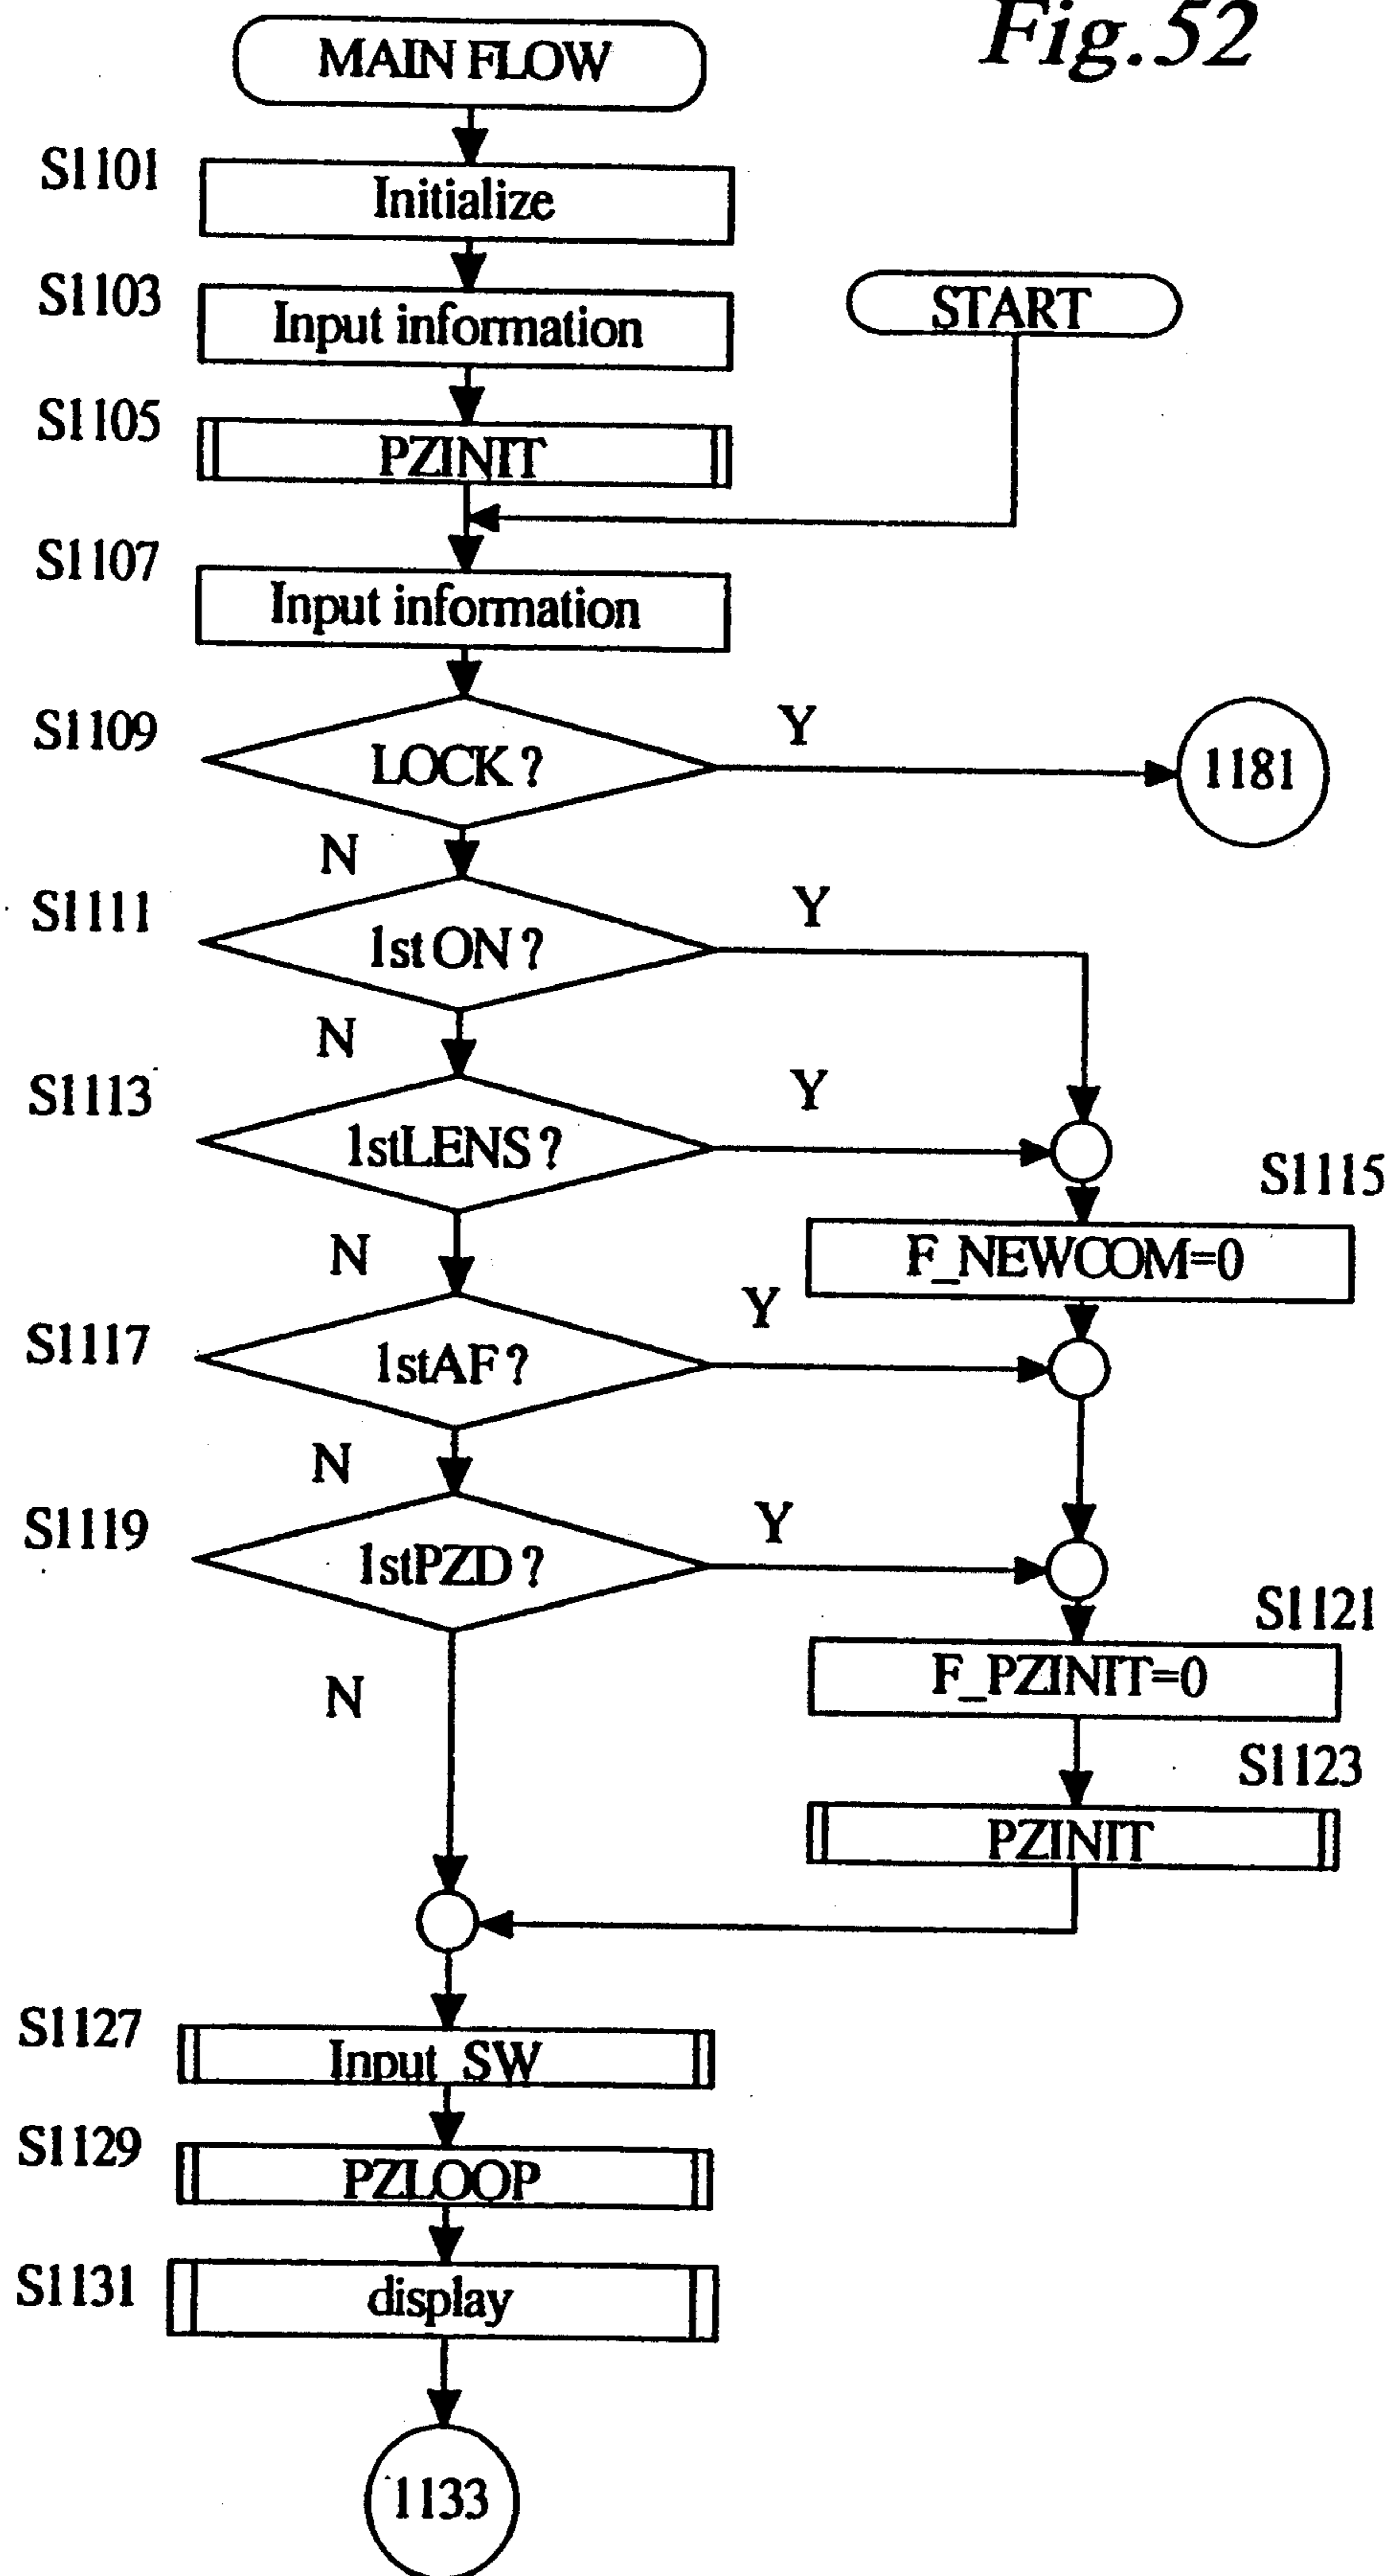 Fig.52
MAIN FLOW
S1101
Initialize
S1103
Input information
START
S1105
PZINIT
S1107
Input information
S1109
LOCK?
Y
1181
N
S1111
1st ON?
Y
N
S1113
1stLENS?
Y
S1115
N
F_NEWCOM=0
S1117
1stAF?
Y
N
S1119
1stPZD?
Y
S1121
N
F_PZINIT=0
S1123
PZINIT
S1127
Input_SW
S1129
PZLOOP
S1131
display
1133